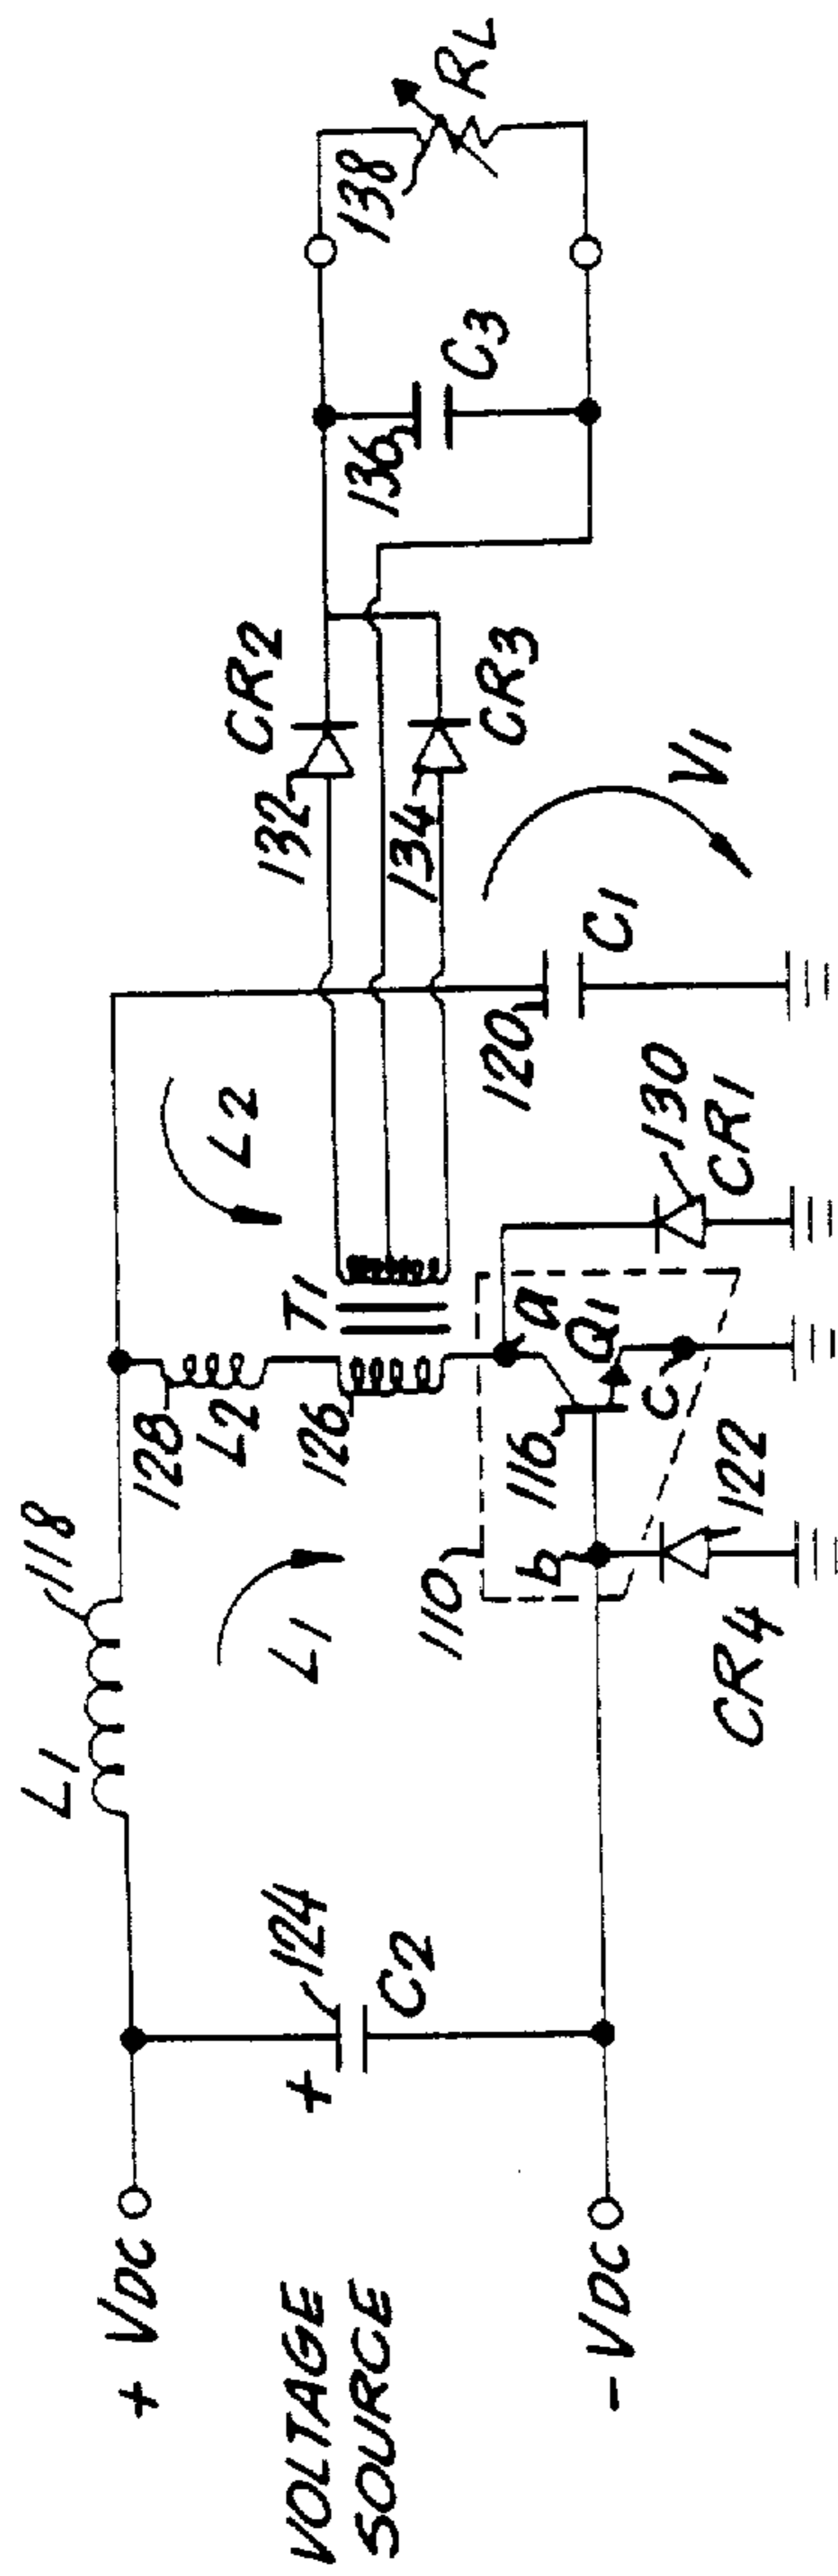 + VDC
VOLTAGE
SOURCE
- VDC
+
124
C2
L1
118
L1
128
L2
126
T1
L2
110
116
Q1
a
b
c
122
CR4
130
CR1
120
C1
V1
132
CR2
134
CR3
136
C3
138
RL